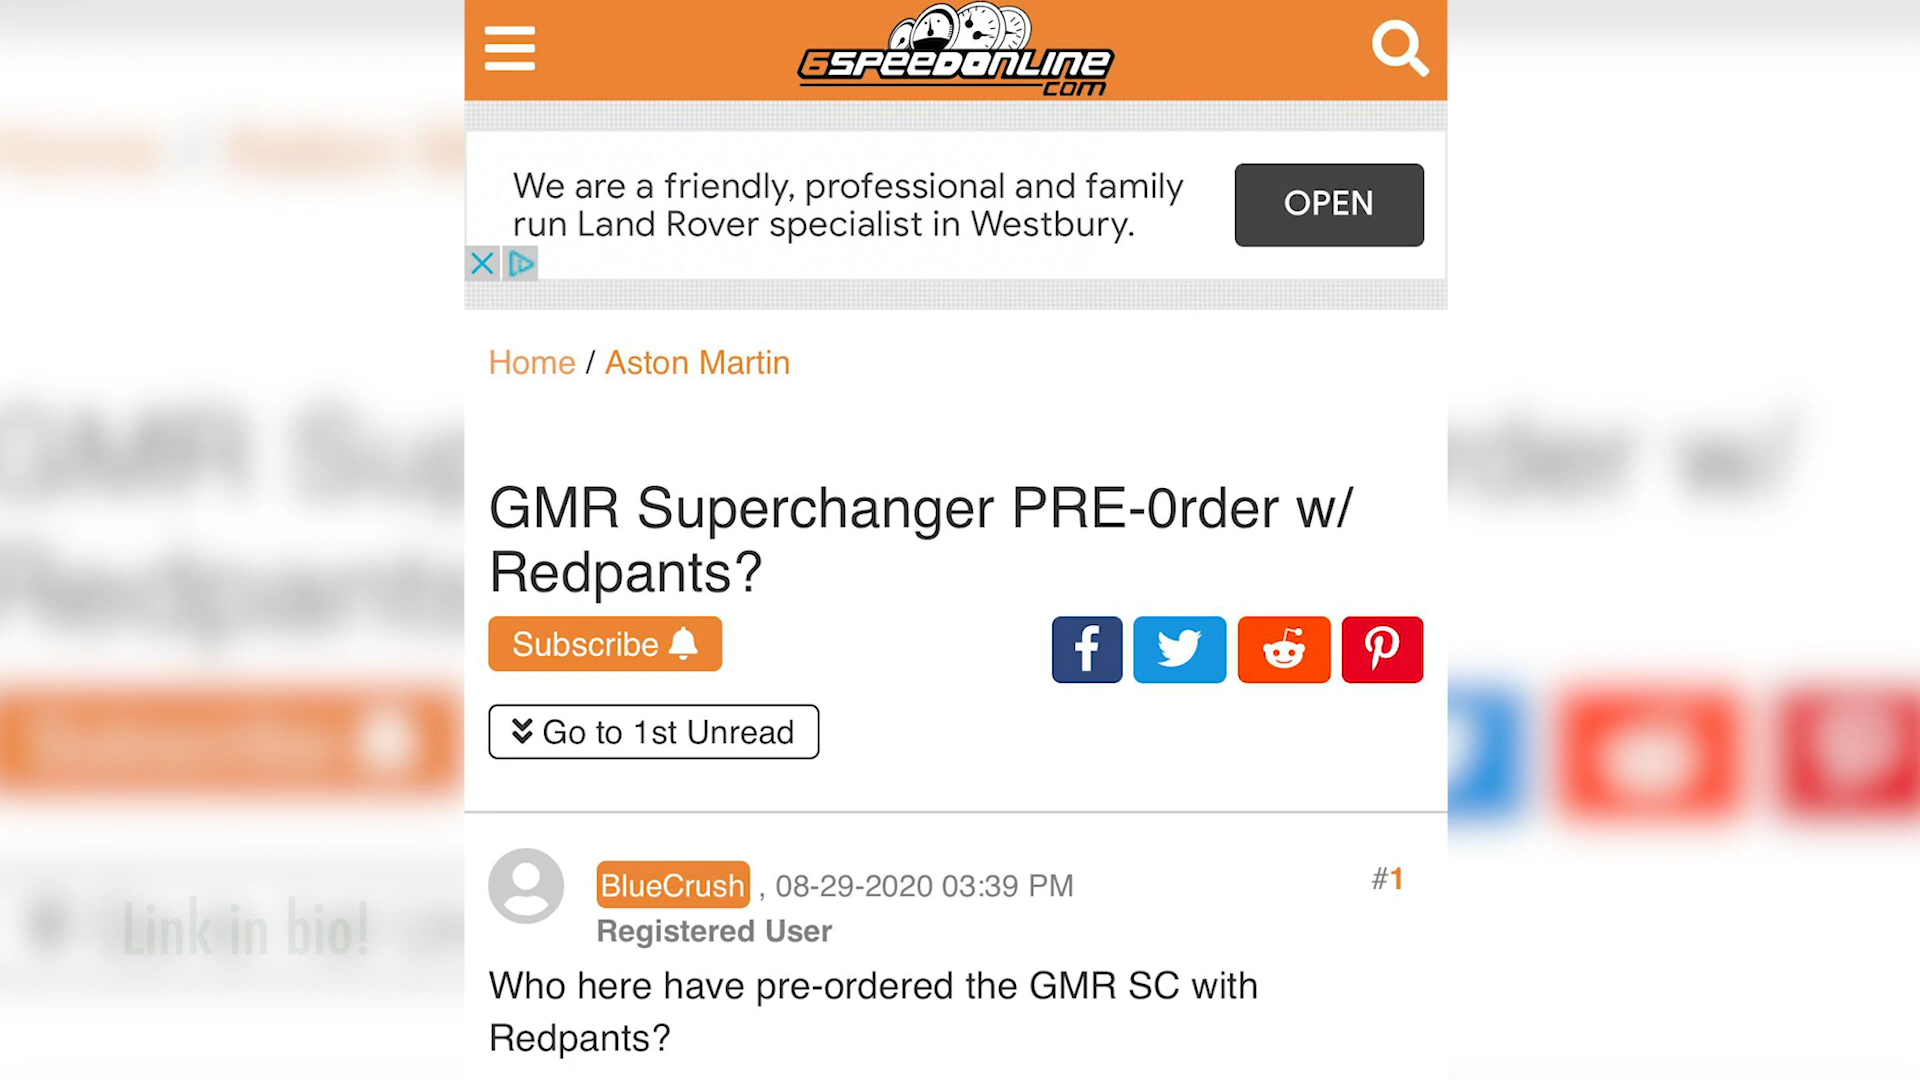 6SPEEDONLINE
.com
We are a friendly, professional and family
run Land Rover specialist in Westbury.
OPEN
Home / Aston Martin
GMR Superchanger PRE-0rder w/
Redpants?
Subscribe
Go to 1st Unread
BlueCrush , 08-29-2020 03:39 PM
#1
Registered User
Link in bio!
Who here have pre-ordered the GMR SC with
Redpants?